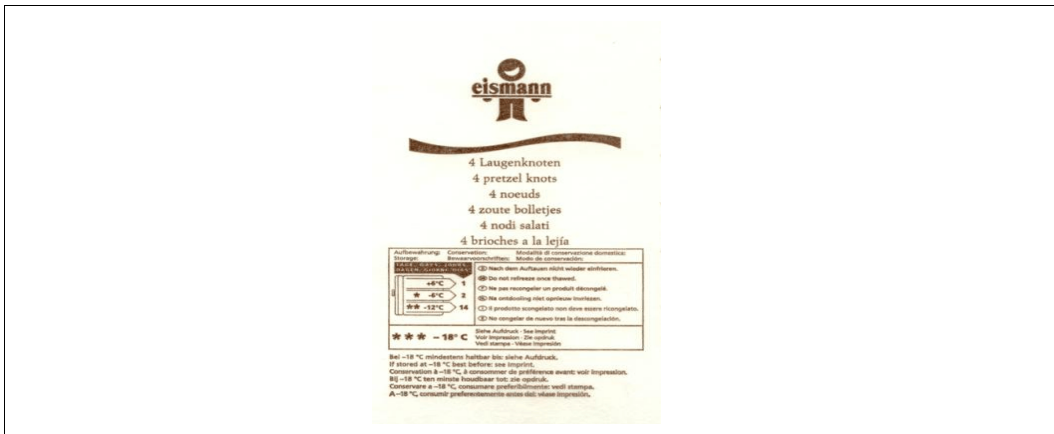 eismann
4 Laugenknoten
4 pretzel knots
4 noeuds
4 zoute bolletjes
4 nodi salati
4 brioches a la lejía
Aufbewahrung: Conservation: Modalità di conservazione domestica:
Storage: Bewaarvoorschriften: Modo de conservación:
TAGE DAYS JOURS
DAGEN GIORNI DIAS
+6°C 1
* -6°C 2
** -12°C 14
Nach dem Auftauen nicht wieder einfrieren.
Do not refreeze once thawed.
Ne pas recongeler un produit décongelé.
Na ontdooiing niet opnieuw invriezen.
Il prodotto scongelato non deve essere ricongelato.
No congelar de nuevo tras la descongelación.
*** – 18° C
Siehe Aufdruck - See imprint
Voir impression - Zie opdruk
Vedi stampa - Véase impresión
Bei –18 °C mindestens haltbar bis: siehe Aufdruck.
If stored at –18 °C best before: see imprint.
Conservation à –18 °C, à consommer de préférence avant: voir impression.
Bij –18 °C ten minste houdbaar tot: zie opdruk.
Conservare a –18 °C, consumare preferibilmente: vedi stampa.
A –18 °C, consumir preferentemente antes del: véase impresión.